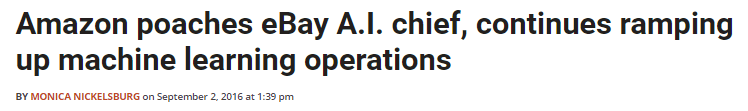 Amazon poaches eBay A.I. chief, continues ramping
up machine learning operations
BY MONICA NICKELSBURG on September 2, 2016 at 1:39 pm